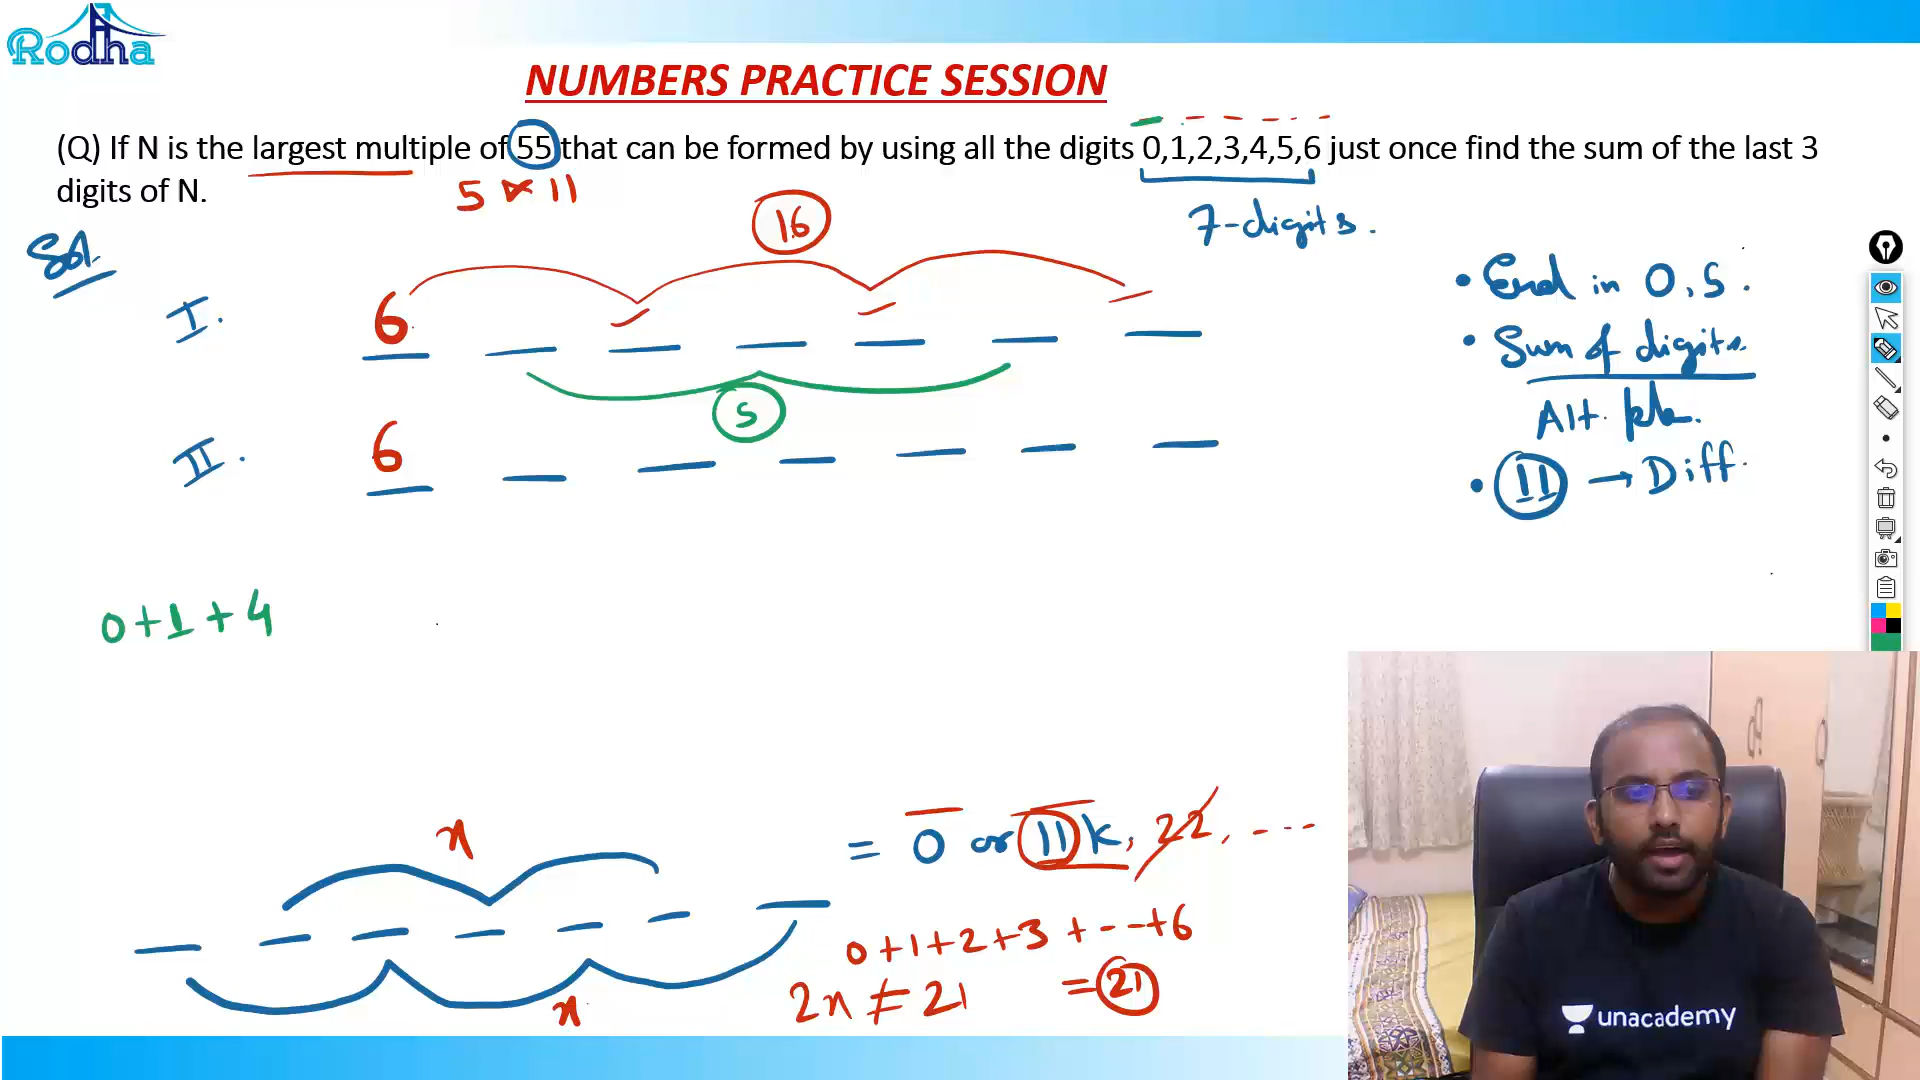 Rodha
NUMBERS PRACTICE SESSION
(Q) If N is the largest multiple of 55 that can be formed by using all the digits 0,1,2,3,4,5,6 just once find the sum of the last 3
digits of N.
5 × 11
7-digits.
Sol.
16
I.
6
5
II.
6
• End in 0, 5.
• Sum of digits
Alt. plc.
• 11 → Diff.
0+1+4
x
= 0 or 11k, 22, ----
0+1+2+3+---+6
= 21
2x ≠ 21
x
unacademy